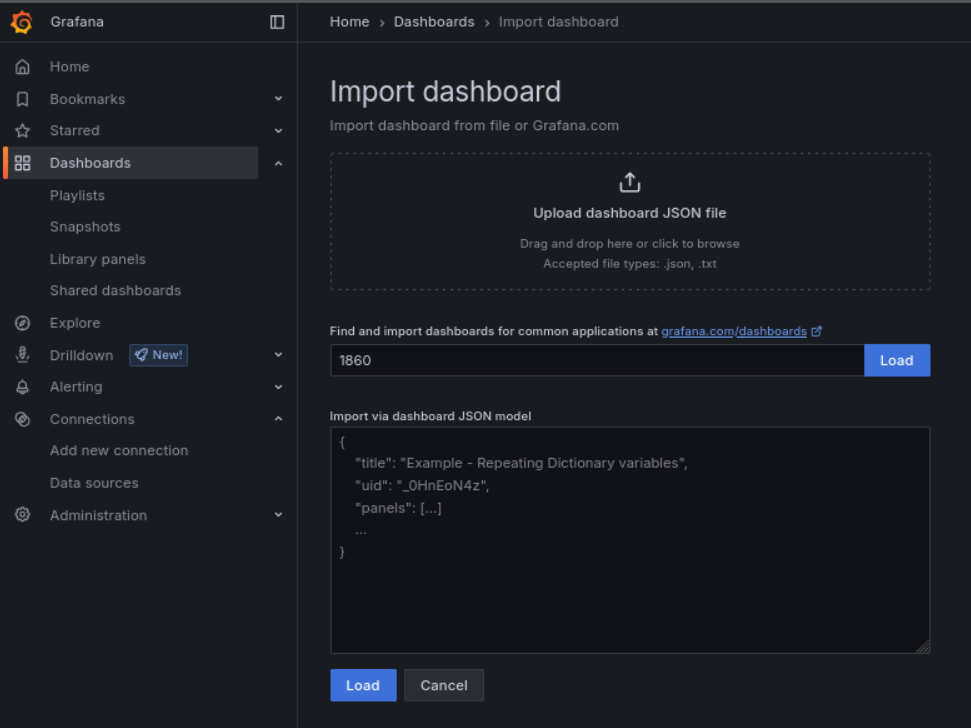 Grafana
Home › Dashboards › Import dashboard
Home
Bookmarks
Starred
Dashboards
Playlists
Snapshots
Library panels
Shared dashboards
Explore
Drilldown New!
Alerting
Connections
Add new connection
Data sources
Administration
Import dashboard
Import dashboard from file or Grafana.com
Upload dashboard JSON file
Drag and drop here or click to browse
Accepted file types: .json, .txt
Find and import dashboards for common applications at grafana.com/dashboards
1860 Load
Import via dashboard JSON model
{
"title": "Example - Repeating Dictionary variables",
"uid": "_0HnEoN4z",
"panels": [...]
...
}
Load Cancel